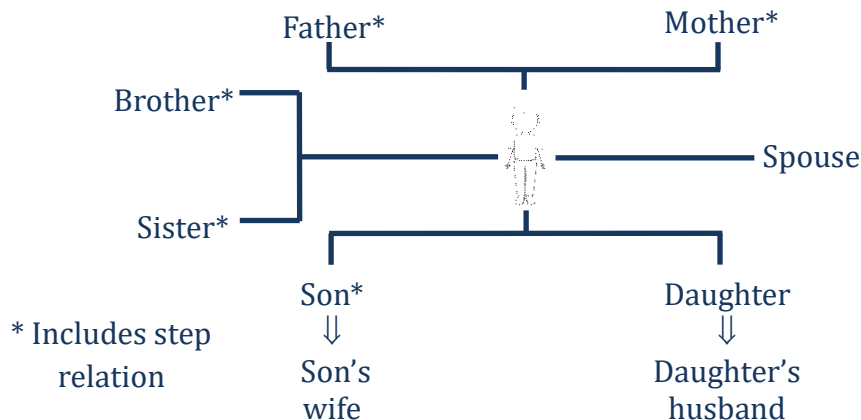 Father*
Mother*
Brother*
Spouse
Sister*
Son*
Daughter
⇓
⇓
* Includes step
relation
Son’s
wife
Daughter’s
husband